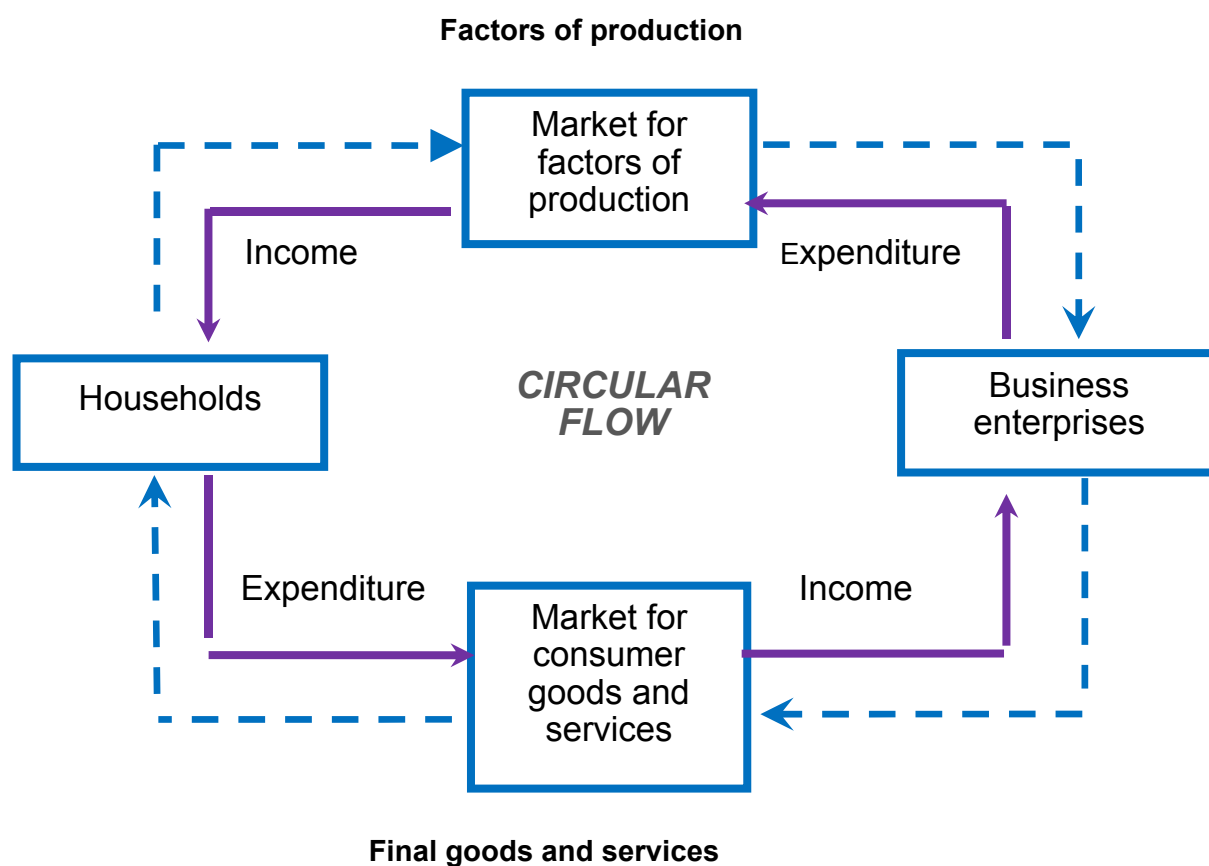 Factors of production
Market for
factors of
production
Income
Expenditure
Households
CIRCULAR
FLOW
Business
enterprises
Expenditure
Income
Market for
consumer
goods and
services
Final goods and services